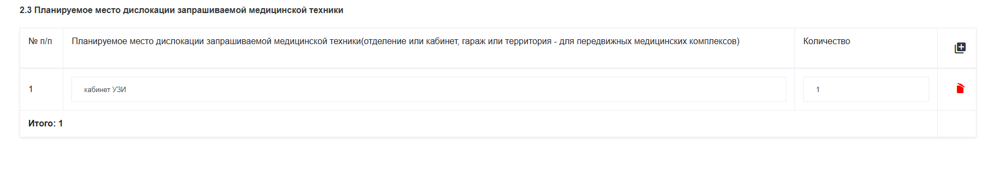 2.3 Планируемое место дислокации запрашиваемой медицинской техники
№ п/п Планируемое место дислокации запрашиваемой медицинской техники(отделение или кабинет, гараж или территория - для передвижных медицинских комплексов) Количество
1 кабинет УЗИ 1
Итого: 1